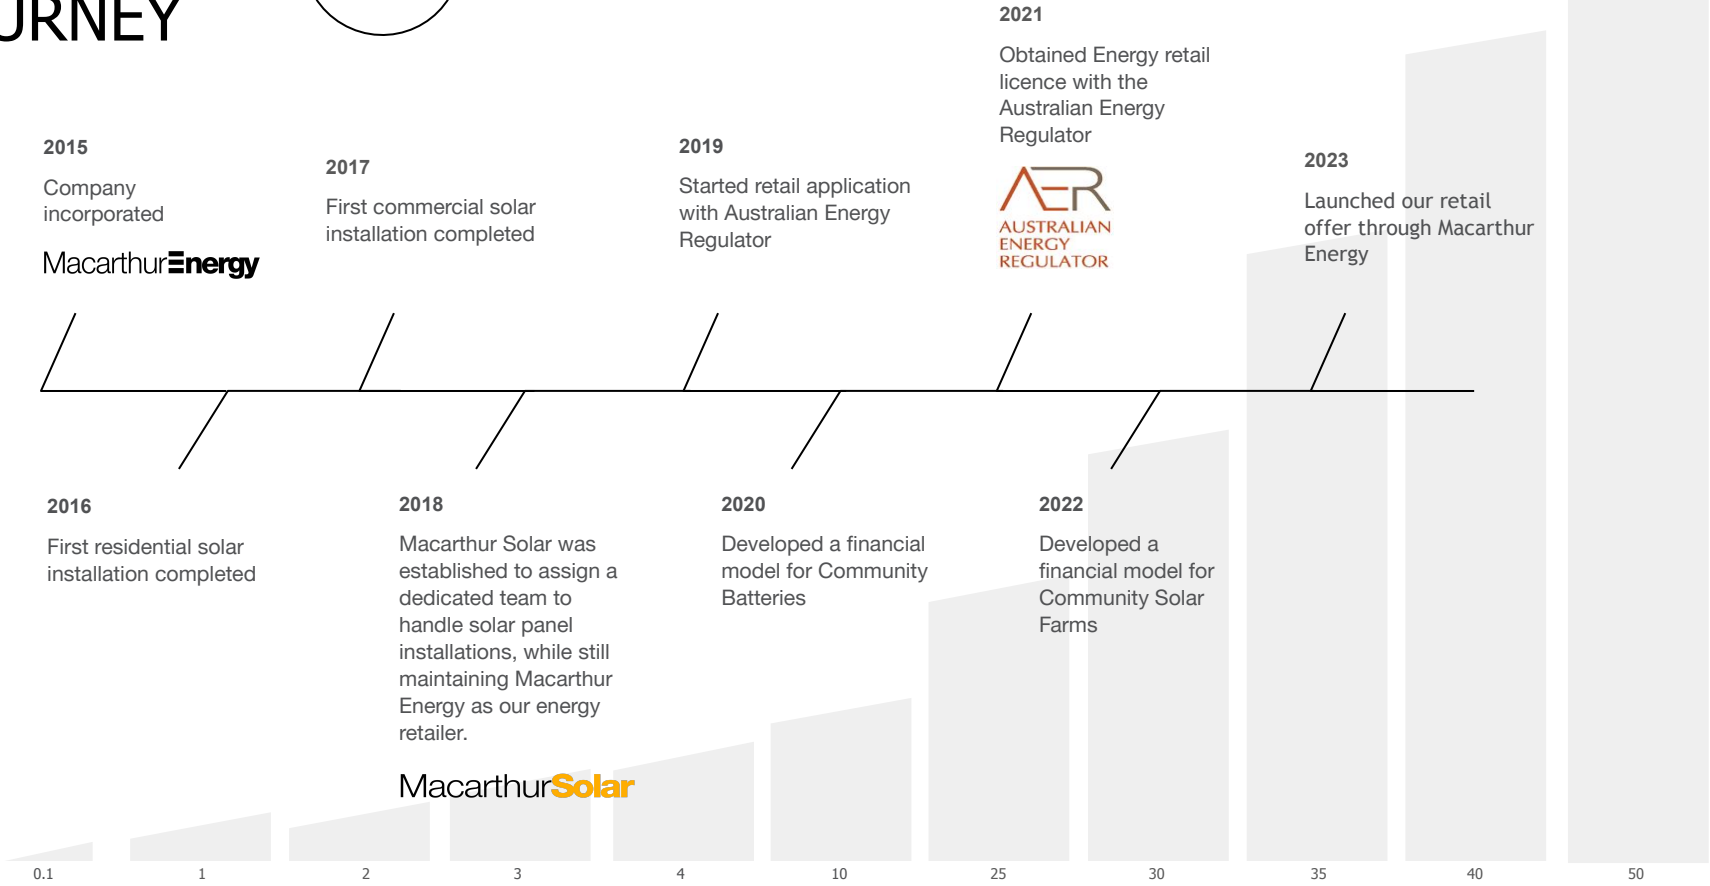 URNEY
2021
Obtained Energy retail
licence with the
Australian Energy
Regulator
AER
AUSTRALIAN
ENERGY
REGULATOR
2015
Company
incorporated
MacarthurEnergy
2017
First commercial solar
installation completed
2019
Started retail application
with Australian Energy
Regulator
2023
Launched our retail
offer through Macarthur
Energy
2016
First residential solar
installation completed
2018
Macarthur Solar was
established to assign a
dedicated team to
handle solar panel
installations, while still
maintaining Macarthur
Energy as our energy
retailer.
MacarthurSolar
2020
Developed a financial
model for Community
Batteries
2022
Developed a
financial model for
Community Solar
Farms
0.1 1 2 3 4 10 25 30 35 40 50